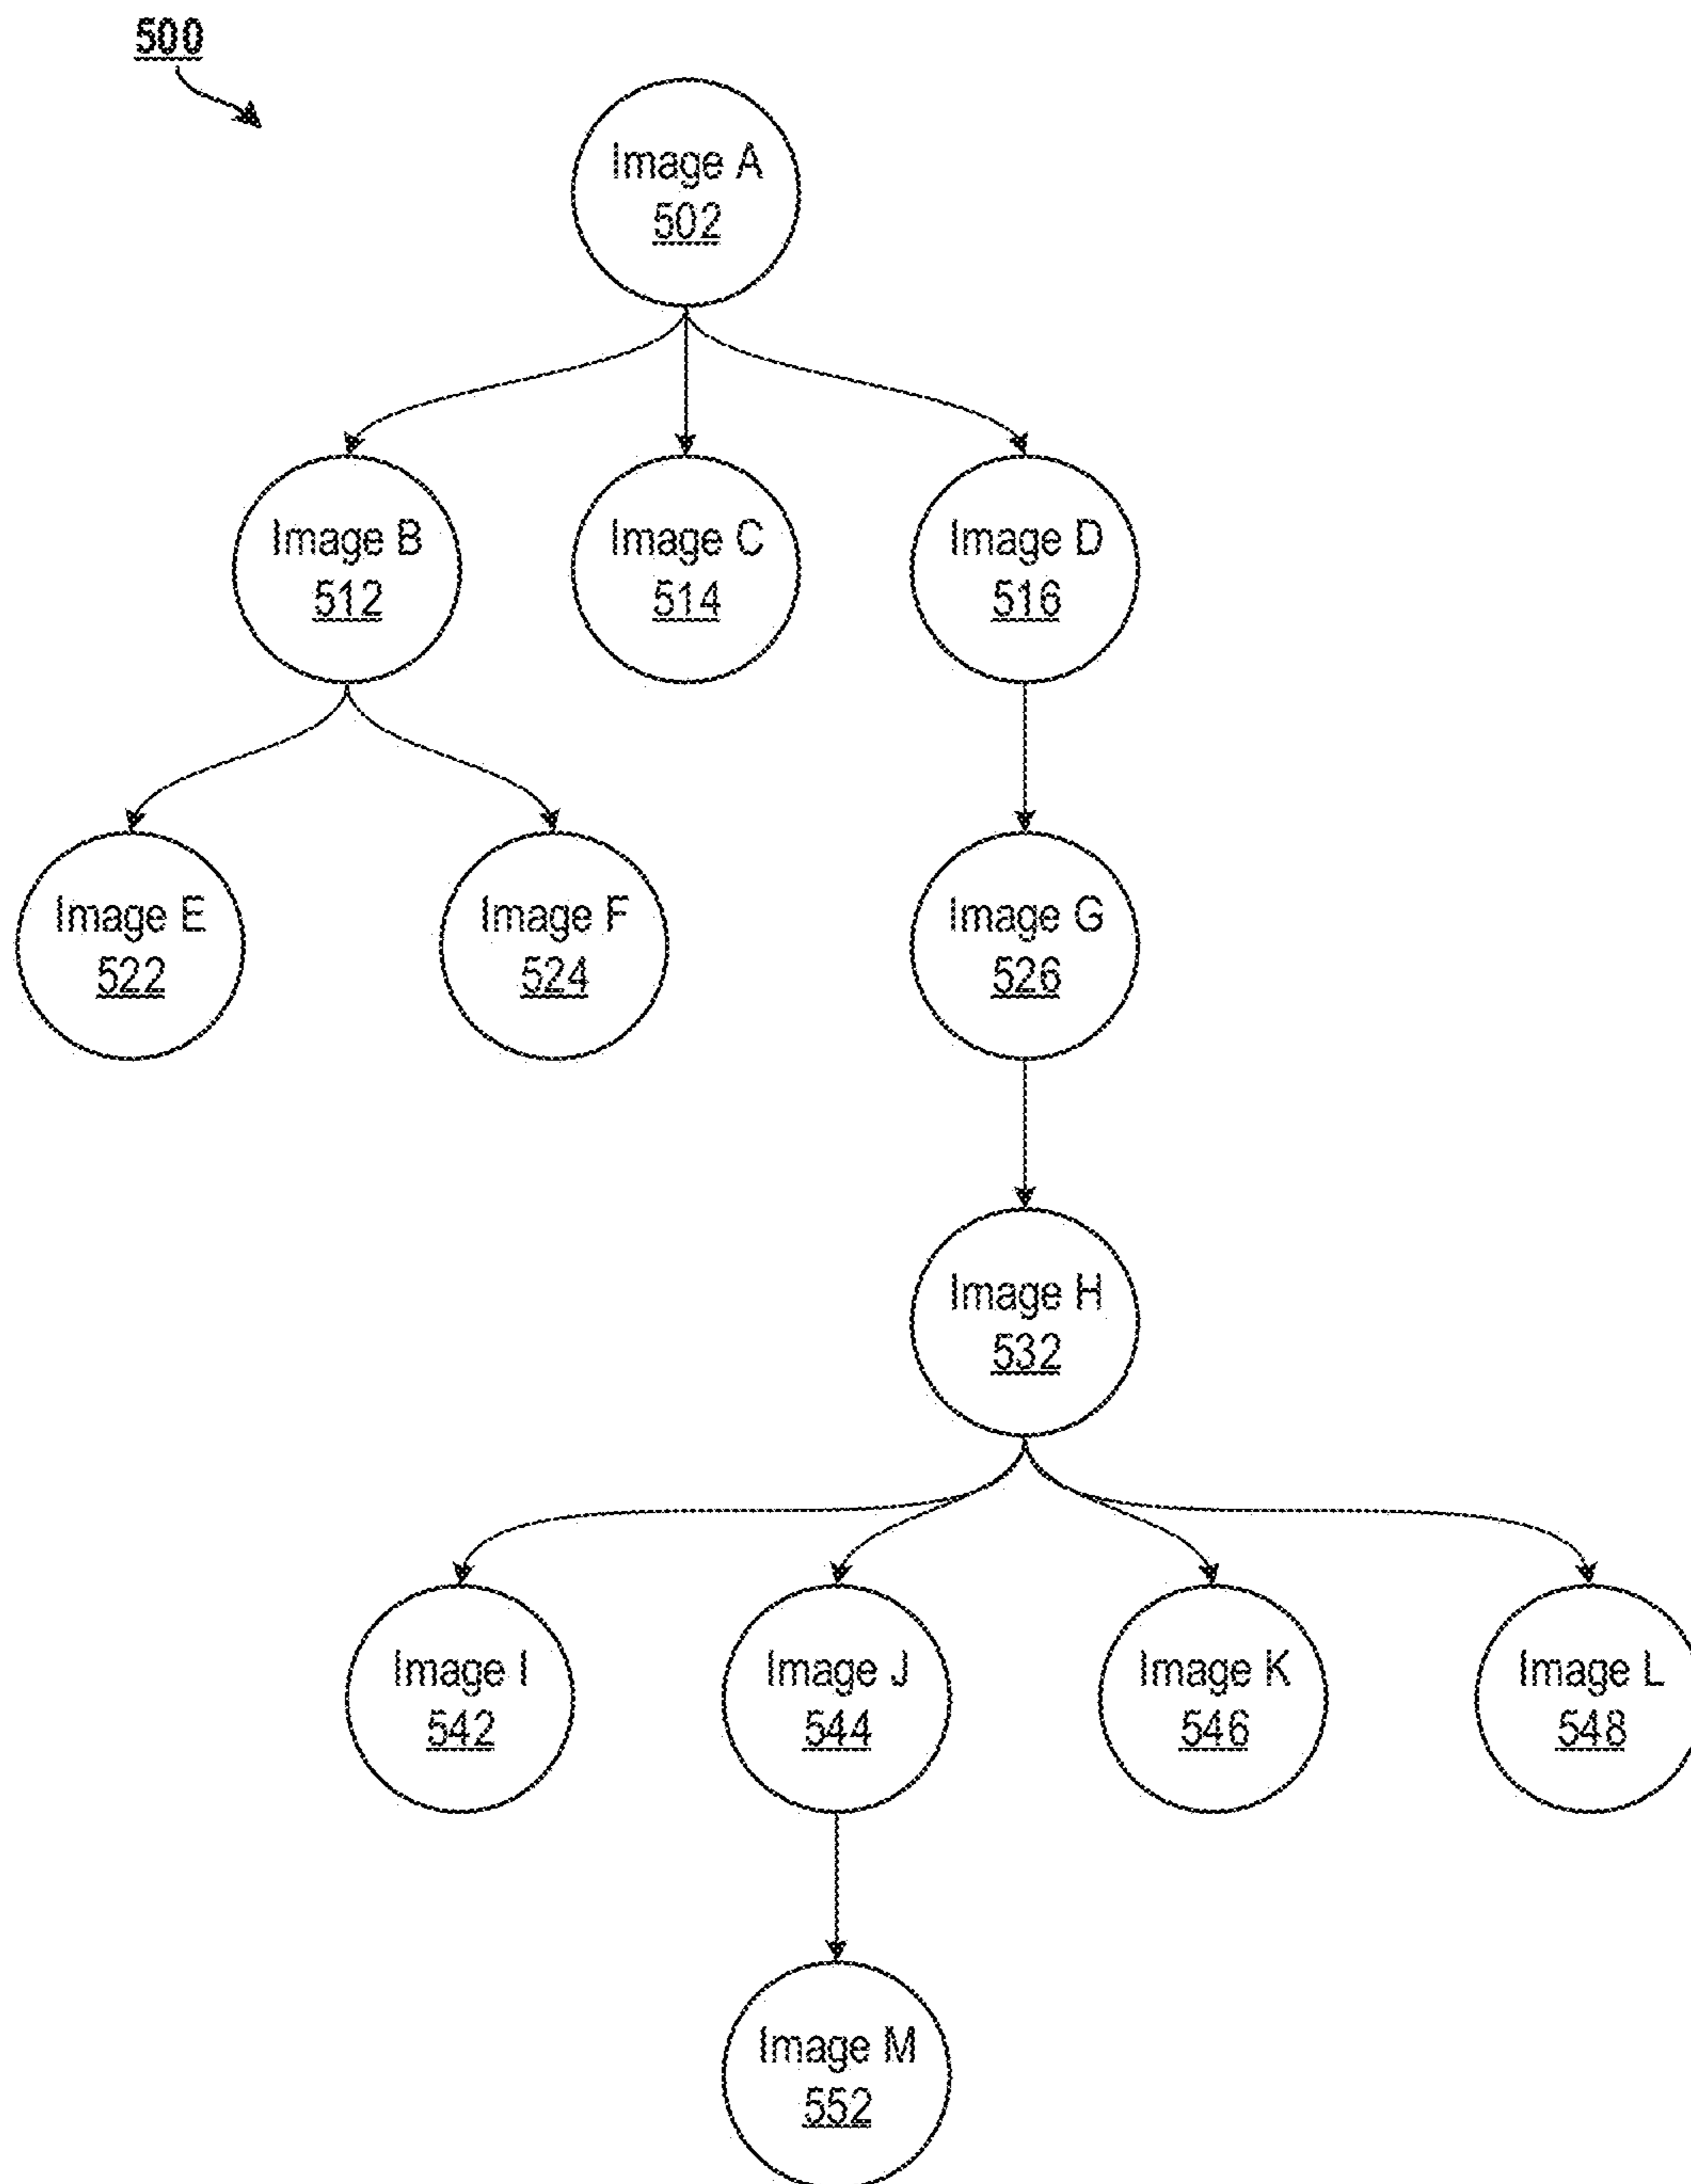 500
Image A
502
Image B
512
Image C
514
Image D
516
Image E
522
Image F
524
Image G
526
Image H
532
Image I
542
Image J
544
Image K
546
Image L
548
Image M
552